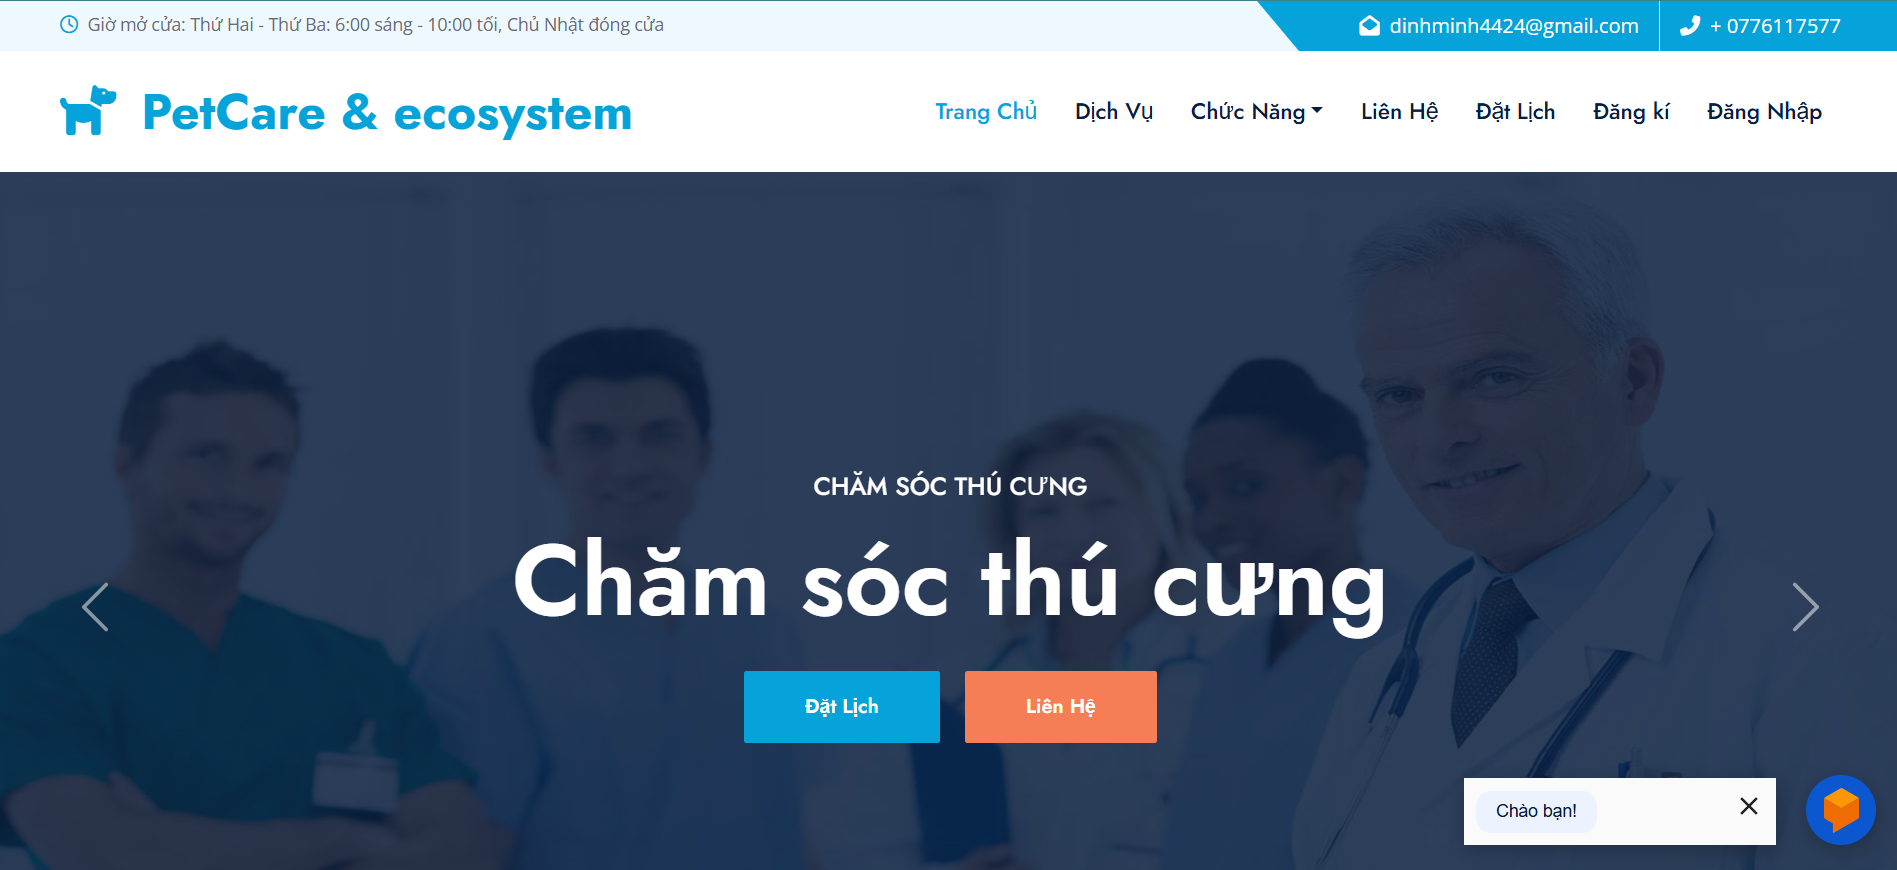 Giờ mở cửa: Thứ Hai - Thứ Ba: 6:00 sáng - 10:00 tối, Chủ Nhật đóng cửa
dinhminh4424@gmail.com
+ 0776117577
PetCare & ecosystem
Trang Chủ Dịch Vụ Chức Năng Liên Hệ Đặt Lịch Đăng kí Đăng Nhập
CHĂM SÓC THÚ CƯNG
Chăm sóc thú cưng
Đặt Lịch
Liên Hệ
Chào bạn!